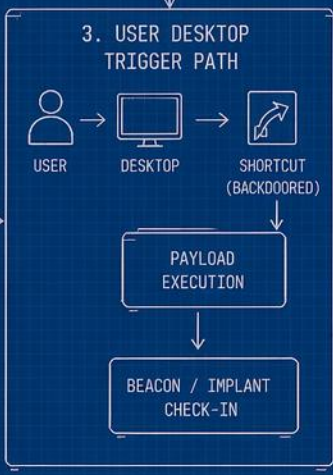 3. USER DESKTOP
TRIGGER PATH
USER
DESKTOP
SHORTCUT
(BACKDOORED)
PAYLOAD
EXECUTION
BEACON / IMPLANT
CHECK-IN